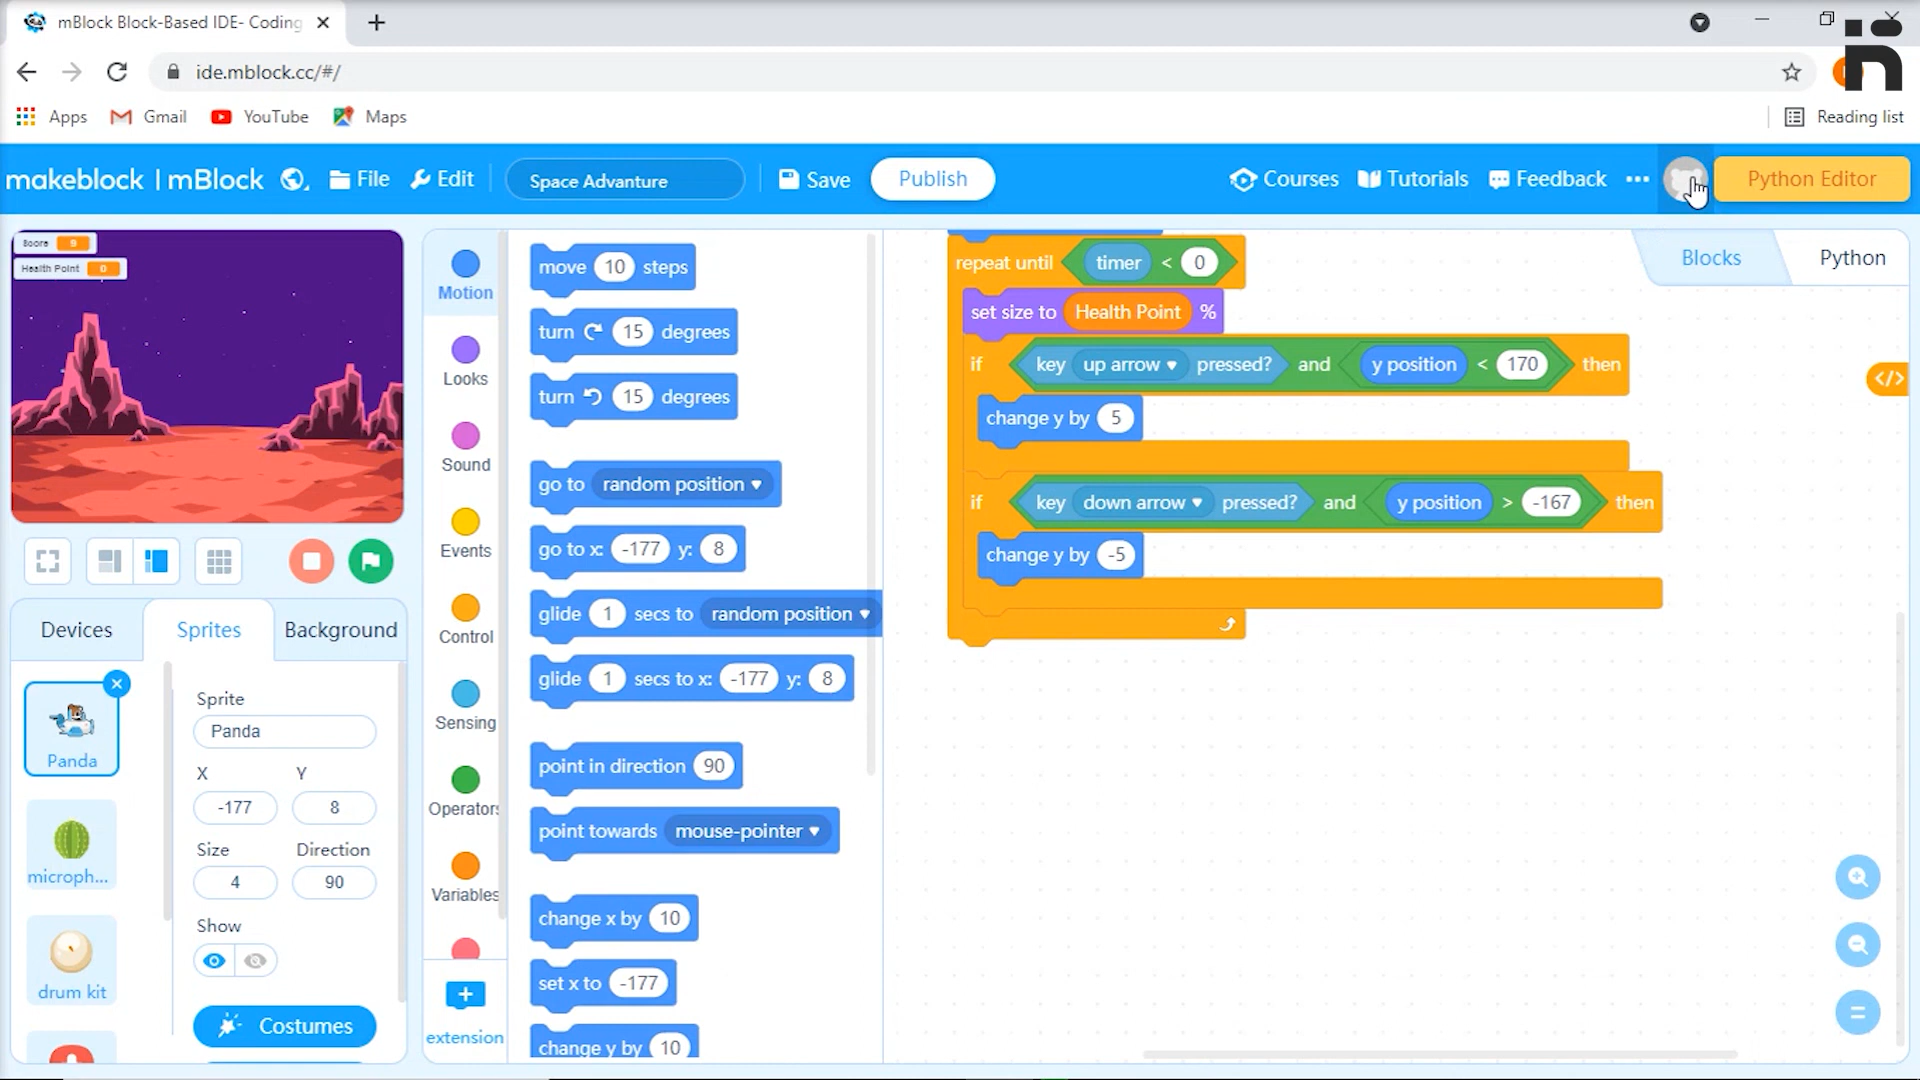 mBlock Block-Based IDE- Coding
ide.mblock.cc/#/
Apps
Gmail
YouTube
Maps
Reading list
makeblock | mBlock
File
Edit
Space Advanture
Save
Publish
Courses
Tutorials
Feedback
Python Editor
Score 9
Health Point 0
Devices
Sprites
Background
Panda
microph...
drum kit
Sprite
Panda
X
Y
-177
8
Size
Direction
4
90
Show
Costumes
Motion
Looks
Sound
Events
Control
Sensing
Operators
Variables
extension
move 10 steps
turn 15 degrees
turn 15 degrees
go to random position
go to x: -177 y: 8
glide 1 secs to random position
glide 1 secs to x: -177 y: 8
point in direction 90
point towards mouse-pointer
change x by 10
set x to -177
change y by 10
repeat until timer < 0
set size to Health Point %
if key up arrow pressed? and y position < 170 then
change y by 5
if key down arrow pressed? and y position > -167 then
change y by -5
Blocks
Python